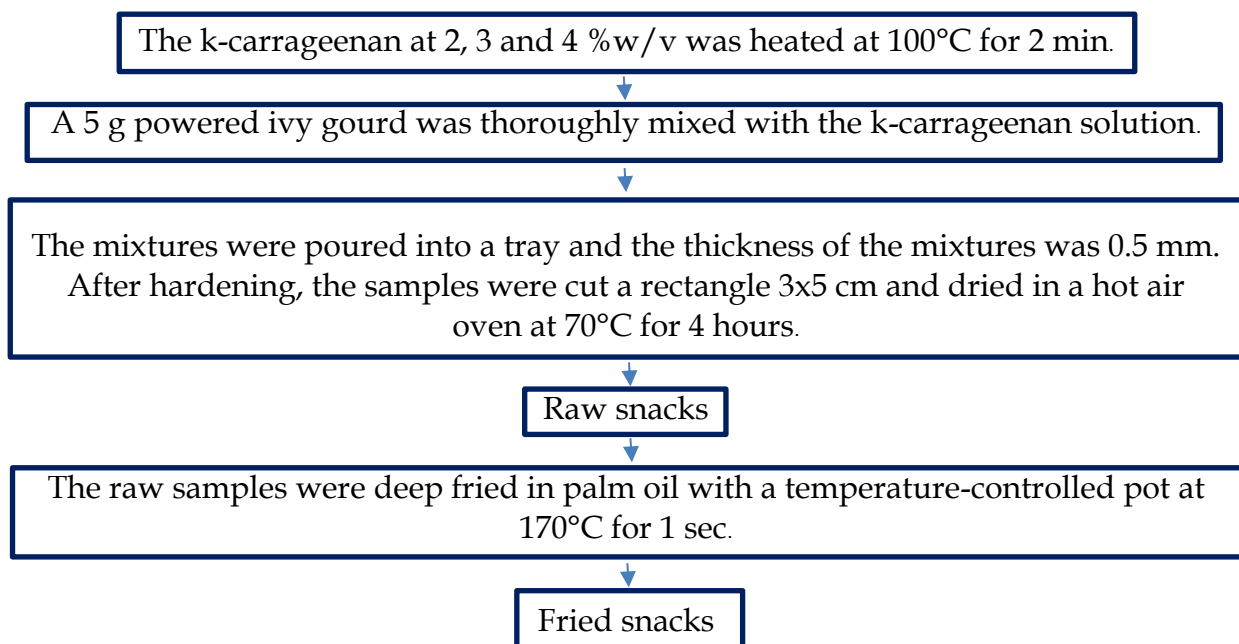 The k-carrageenan at 2, 3 and 4 %w/v was heated at 100°C for 2 min.
A 5 g powered ivy gourd was thoroughly mixed with the k-carrageenan solution.
The mixtures were poured into a tray and the thickness of the mixtures was 0.5 mm.
After hardening, the samples were cut a rectangle 3x5 cm and dried in a hot air
oven at 70°C for 4 hours.
Raw snacks
The raw samples were deep fried in palm oil with a temperature-controlled pot at
170°C for 1 sec.
Fried snacks